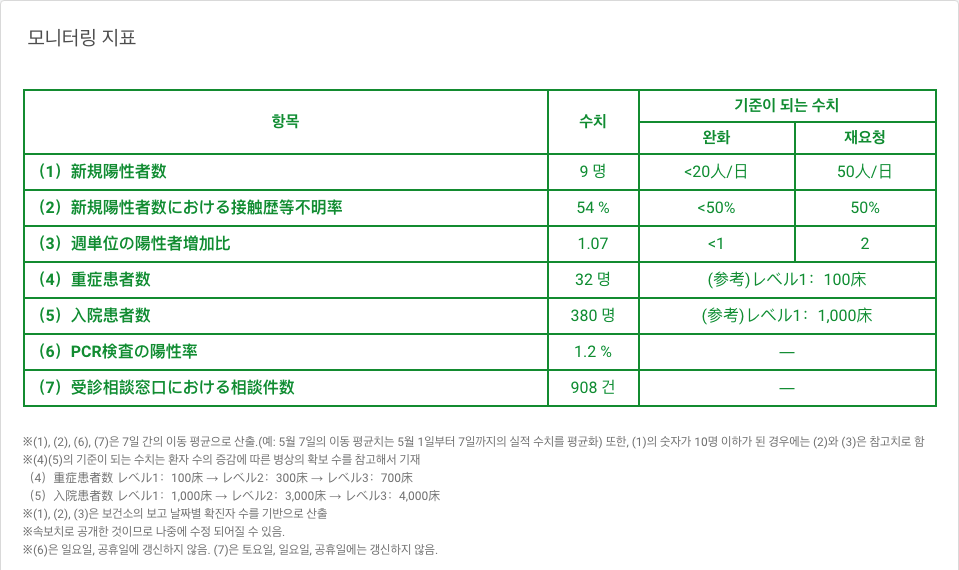 모니터링 지표
항목
수치
기준이 되는 수치
완화
재요청
（1）新規陽性者数
9 명
<20人/日
50人/日
（2）新規陽性者数における接触歴等不明率
54 %
<50%
50%
（3）週単位の陽性者増加比
1.07
<1
2
（4）重症患者数
32 명
(参考)レベル1：100床
（5）入院患者数
380 명
(参考)レベル1：1,000床
（6）PCR検査の陽性率
1.2 %
―
（7）受診相談窓口における相談件数
908 건
―
※(1), (2), (6), (7)은 7일 간의 이동 평균으로 산출.(예: 5월 7일의 이동 평균치는 5월 1일부터 7일까지의 실적 수치를 평균화) 또한, (1)의 숫자가 10명 이하가 된 경우에는 (2)와 (3)은 참고치로 함
※(4)(5)의 기준이 되는 수치는 환자 수의 증감에 따른 병상의 확보 수를 참고해서 기재
（4）重症患者数 レベル1：100床 → レベル2：300床 → レベル3：700床
（5）入院患者数 レベル1：1,000床 → レベル2：3,000床 → レベル3：4,000床
※(1), (2), (3)은 보건소의 보고 날짜별 확진자 수를 기반으로 산출
※속보치로 공개한 것이므로 나중에 수정 되어질 수 있음.
※(6)은 일요일, 공휴일에 갱신하지 않음. (7)은 토요일, 일요일, 공휴일에는 갱신하지 않음.